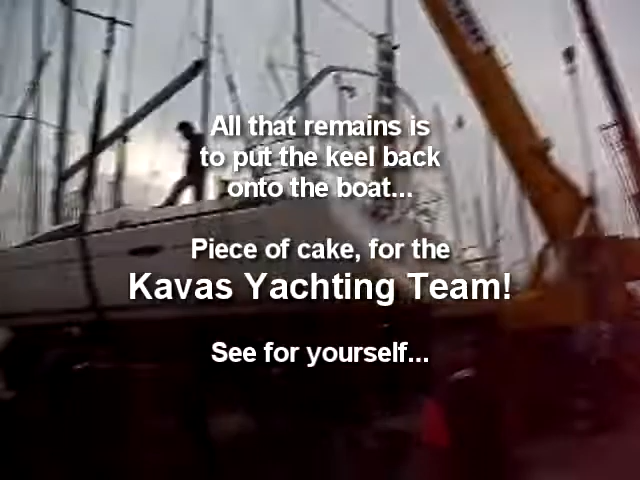 All that remains is
to put the keel back
onto the boat...
Piece of cake, for the
Kavas Yachting Team!
See for yourself...